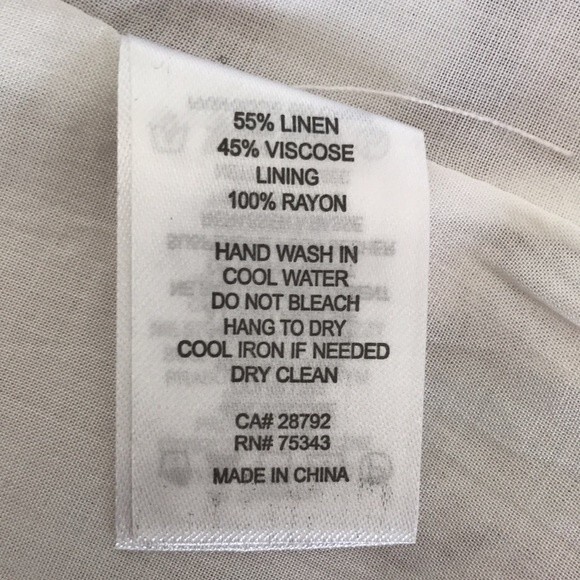 55% LINEN
45% VISCOSE
LINING
100% RAYON
HAND WASH IN
COOL WATER
DO NOT BLEACH
HANG TO DRY
COOL IRON IF NEEDED
DRY CLEAN
CA# 28792
RN# 75343
MADE IN CHINA